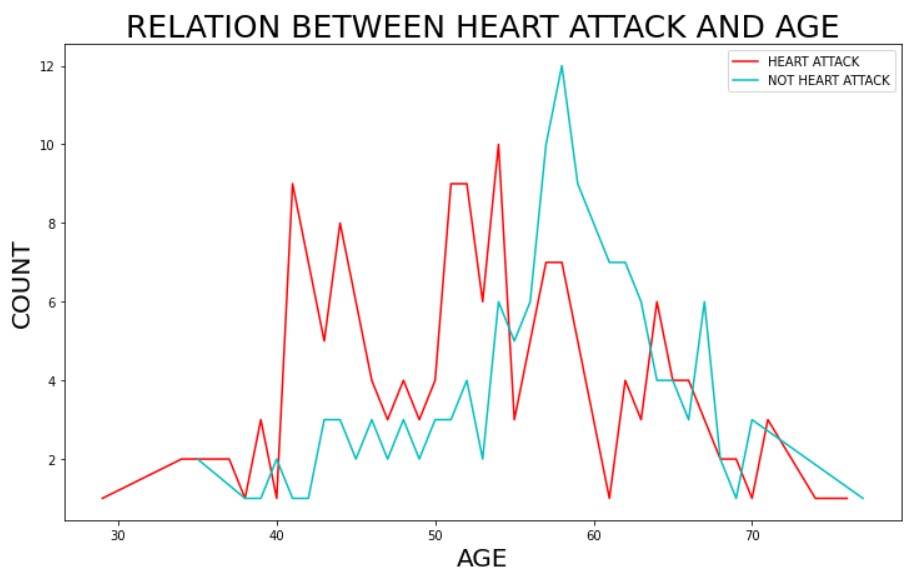 RELATION BETWEEN HEART ATTACK AND AGE
HEART ATTACK
NOT HEART ATTACK
12
10
8
6
4
2
COUNT
30 40 50 60 70
AGE